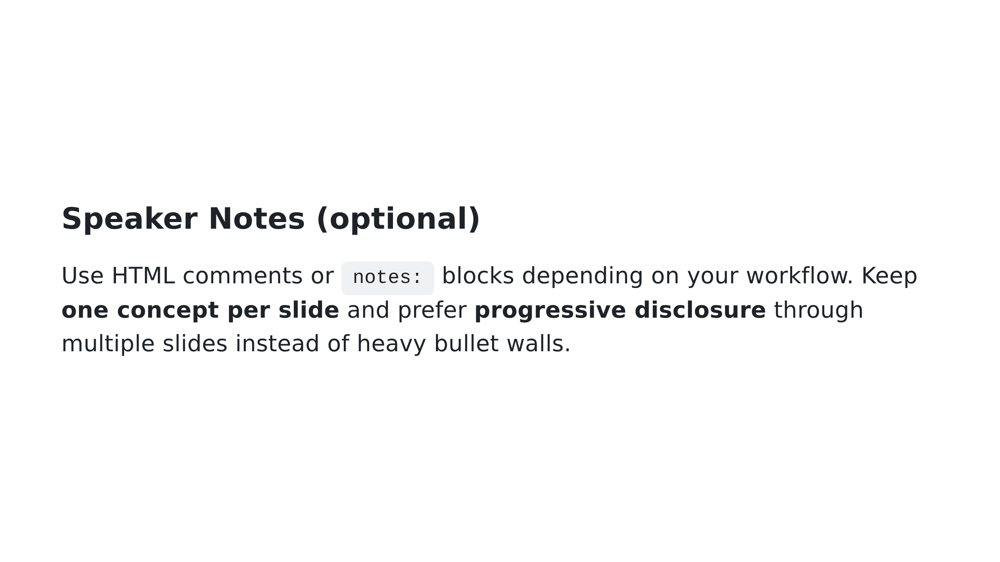 Speaker Notes (optional)
Use HTML comments or notes: blocks depending on your workflow. Keep
one concept per slide and prefer progressive disclosure through
multiple slides instead of heavy bullet walls.